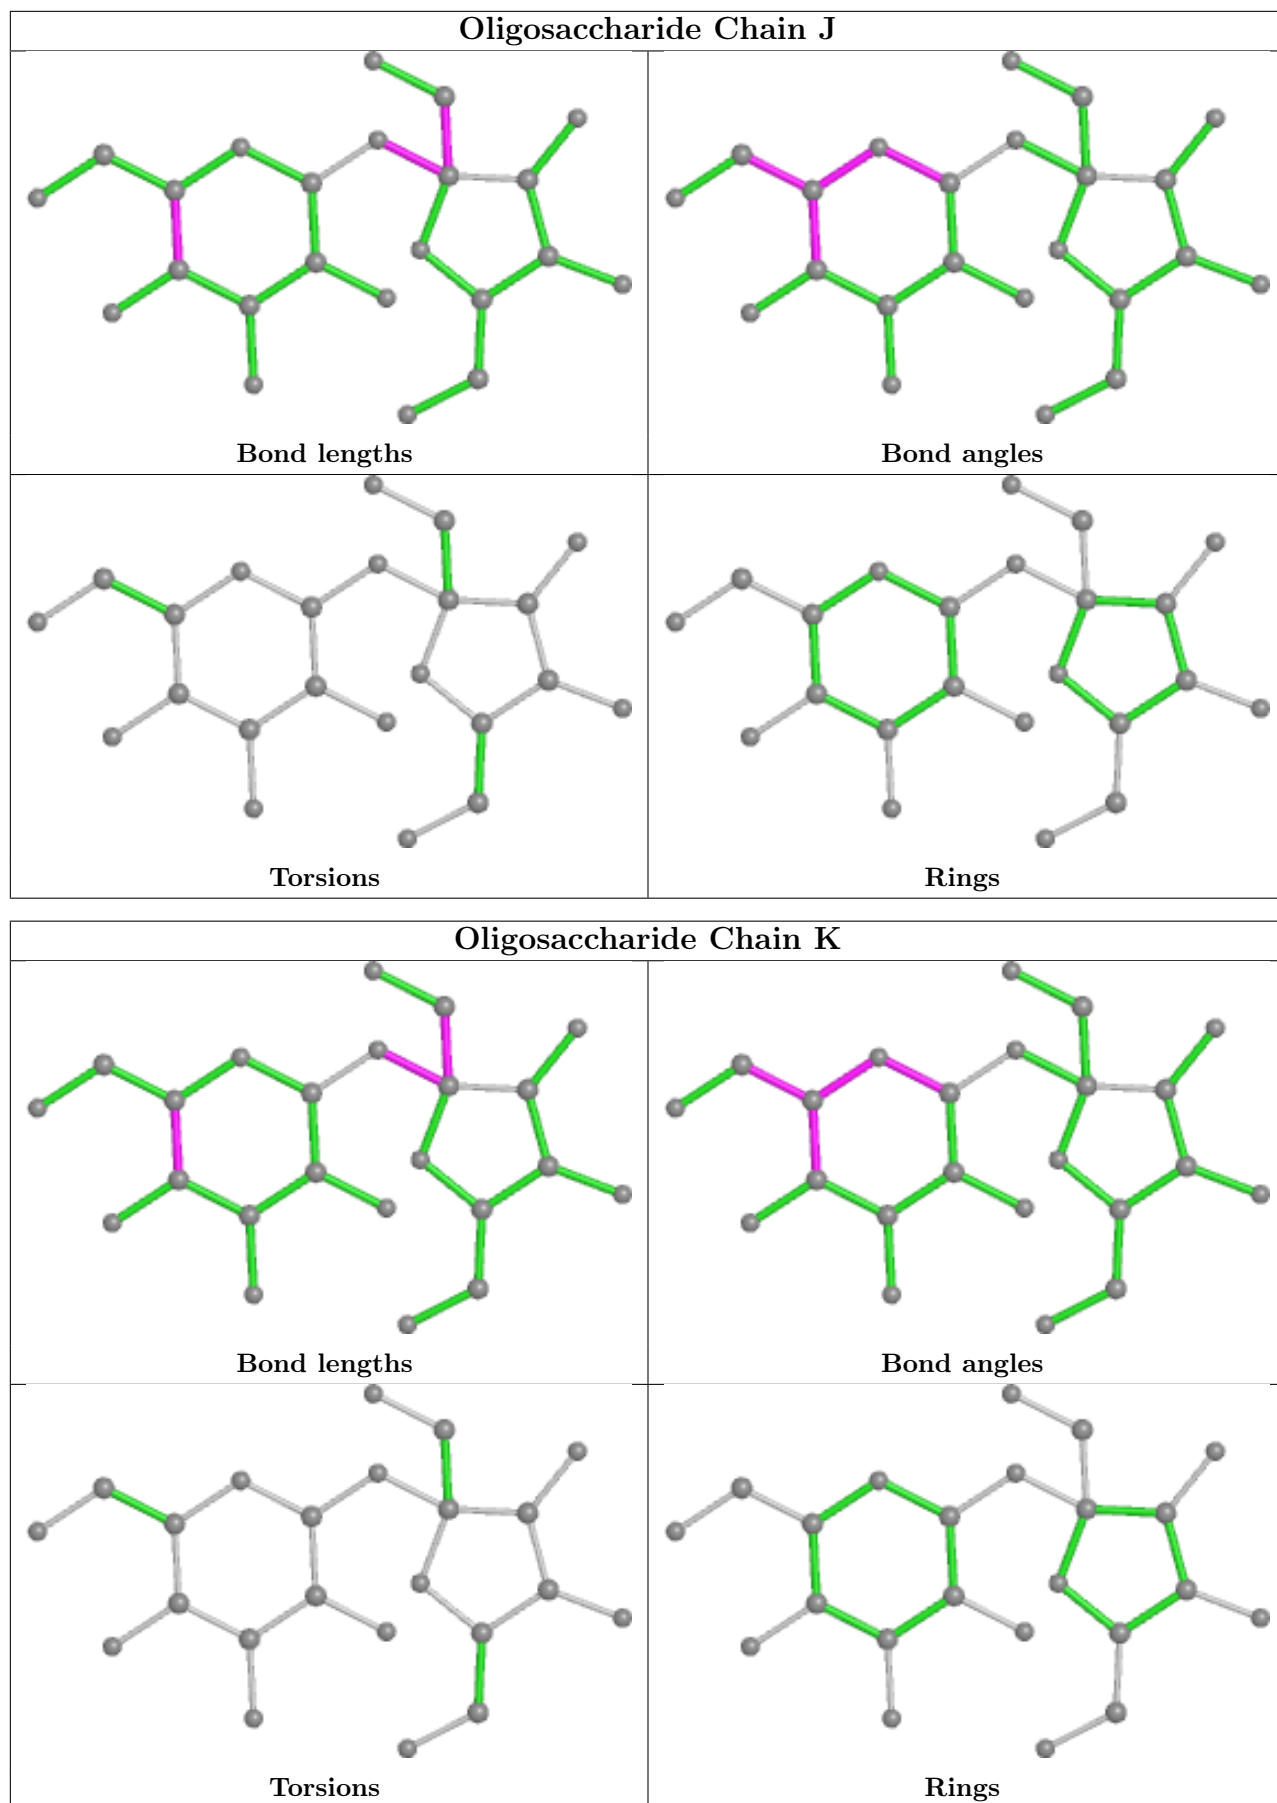 Oligosaccharide Chain J
Bond lengths
Bond angles
Torsions
Rings
Oligosaccharide Chain K
Bond lengths
Bond angles
Torsions
Rings